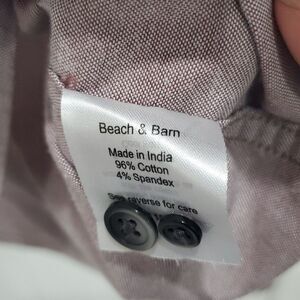 Beach & Barn
Made in India
96% Cotton
4% Spandex
See reverse for care